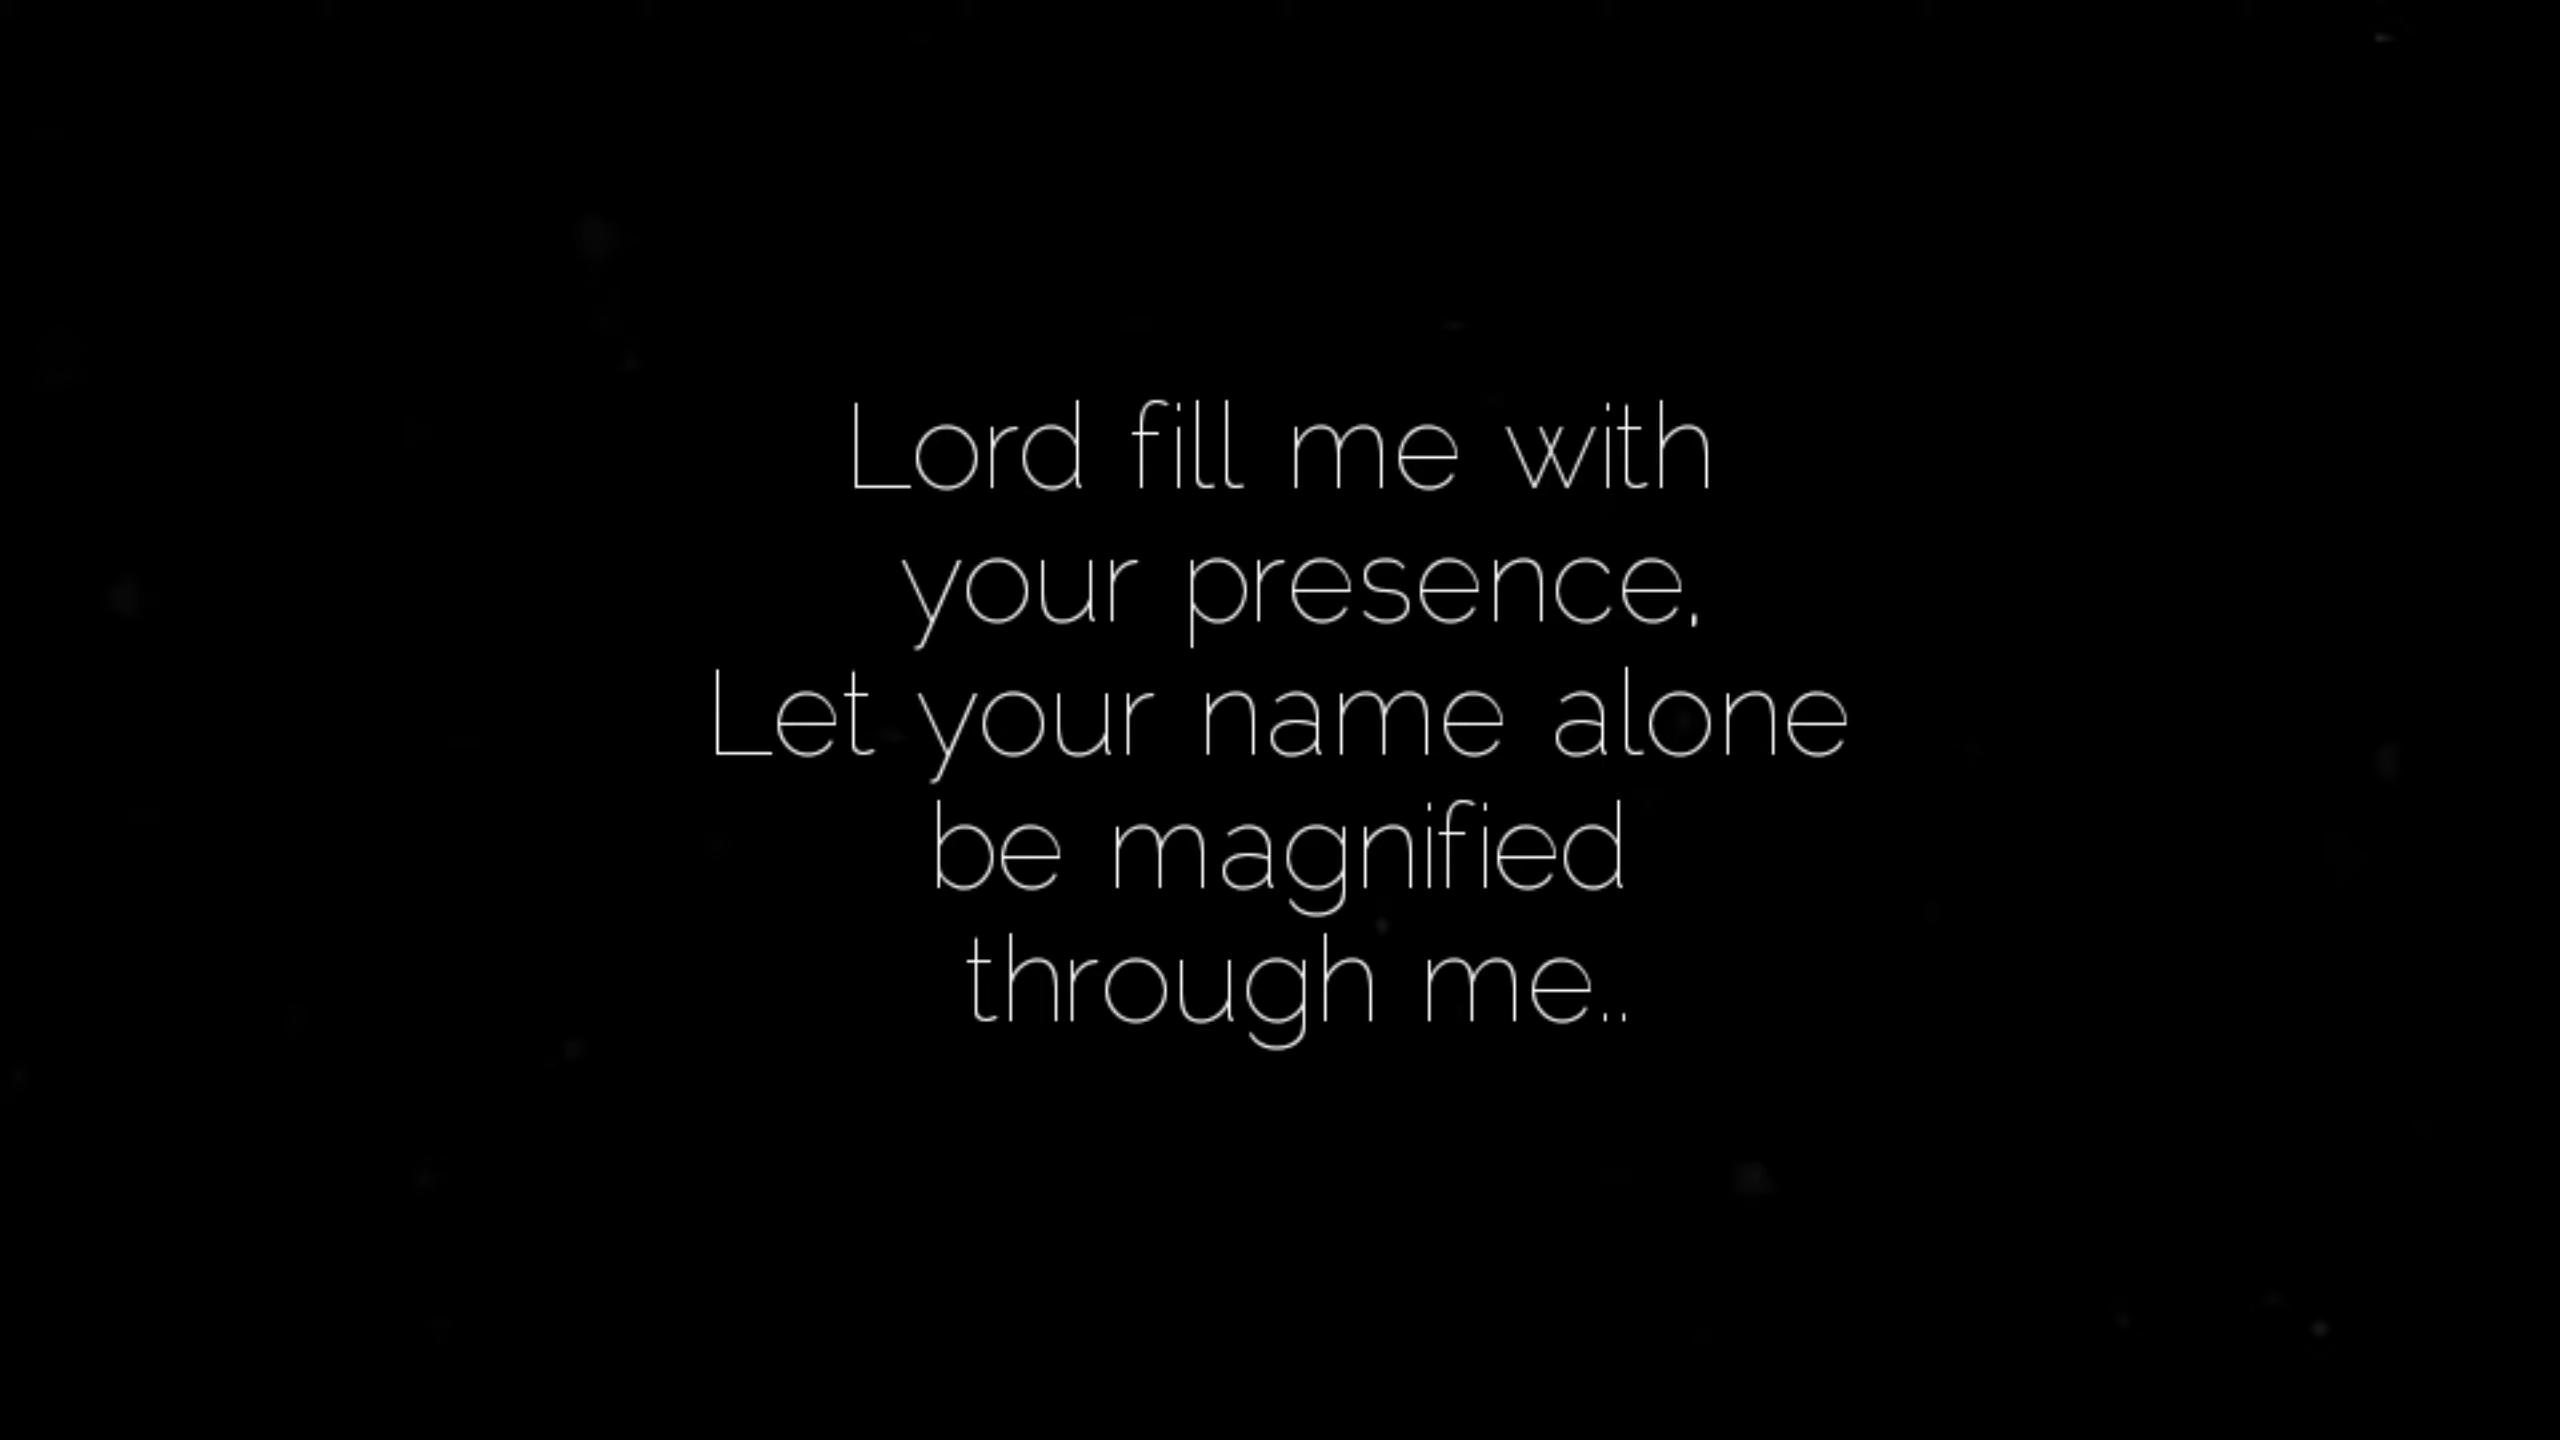 Lord fill me with
your presence,
Let your name alone
be magnified
through me..